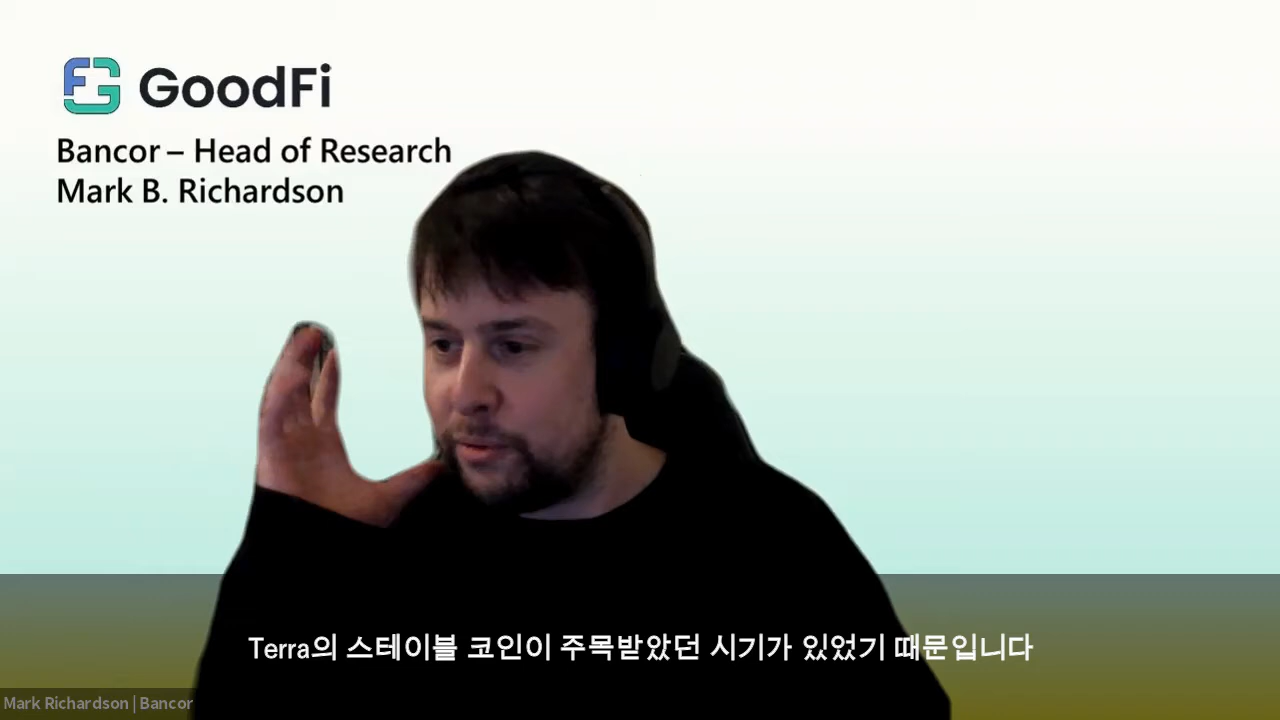 GoodFi
Bancor – Head of Research
Mark B. Richardson
Terra의 스테이블 코인이 주목받았던 시기가 있었기 때문입니다
Mark Richardson | Bancor